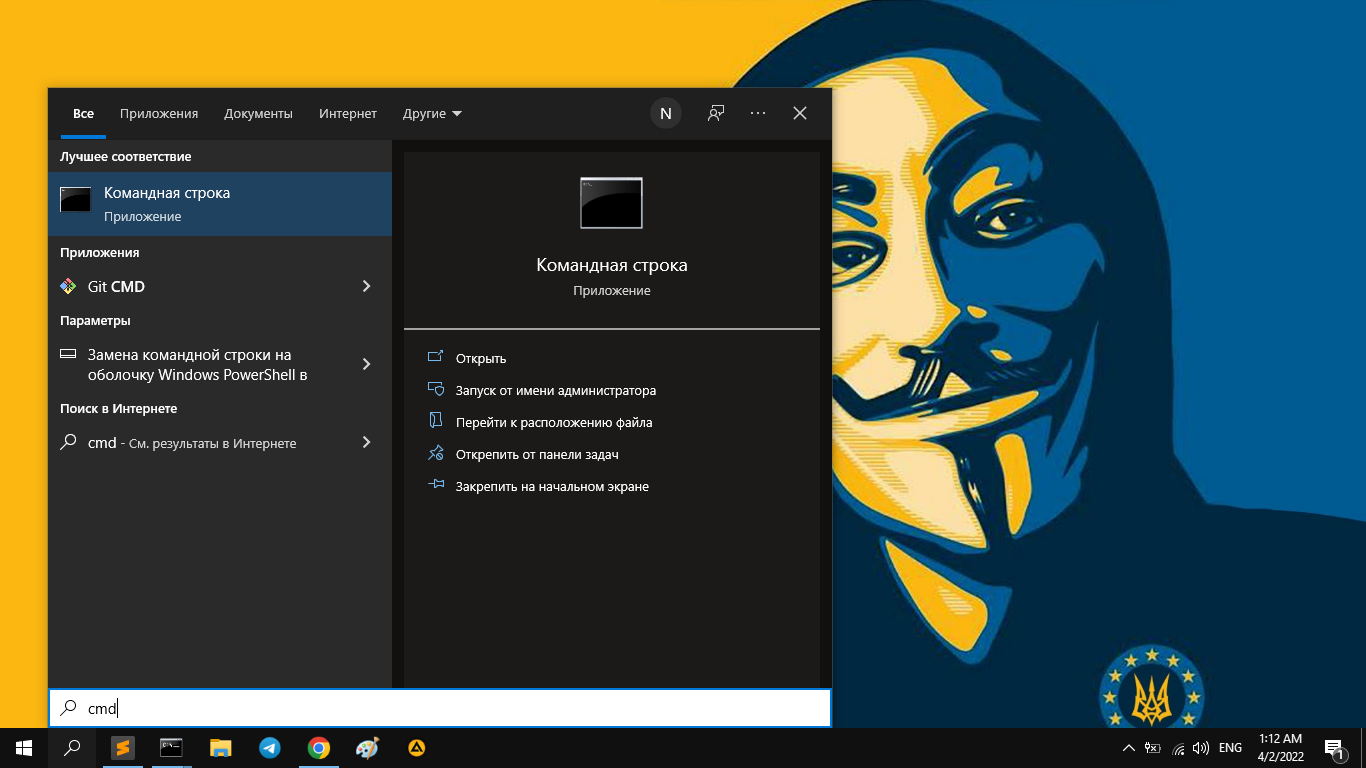 Все Приложения Документы Интернет Другие N
Лучшее соответствие
Командная строка
Приложение
Приложения
Git CMD
Параметры
Замена командной строки на
оболочку Windows PowerShell в
Поиск в Интернете
cmd - См. результаты в Интернете
Командная строка
Приложение
Открыть
Запуск от имени администратора
Перейти к расположению файла
Открепить от панели задач
Закрепить на начальном экране
cmd
ENG
1:12 AM
4/2/2022
1